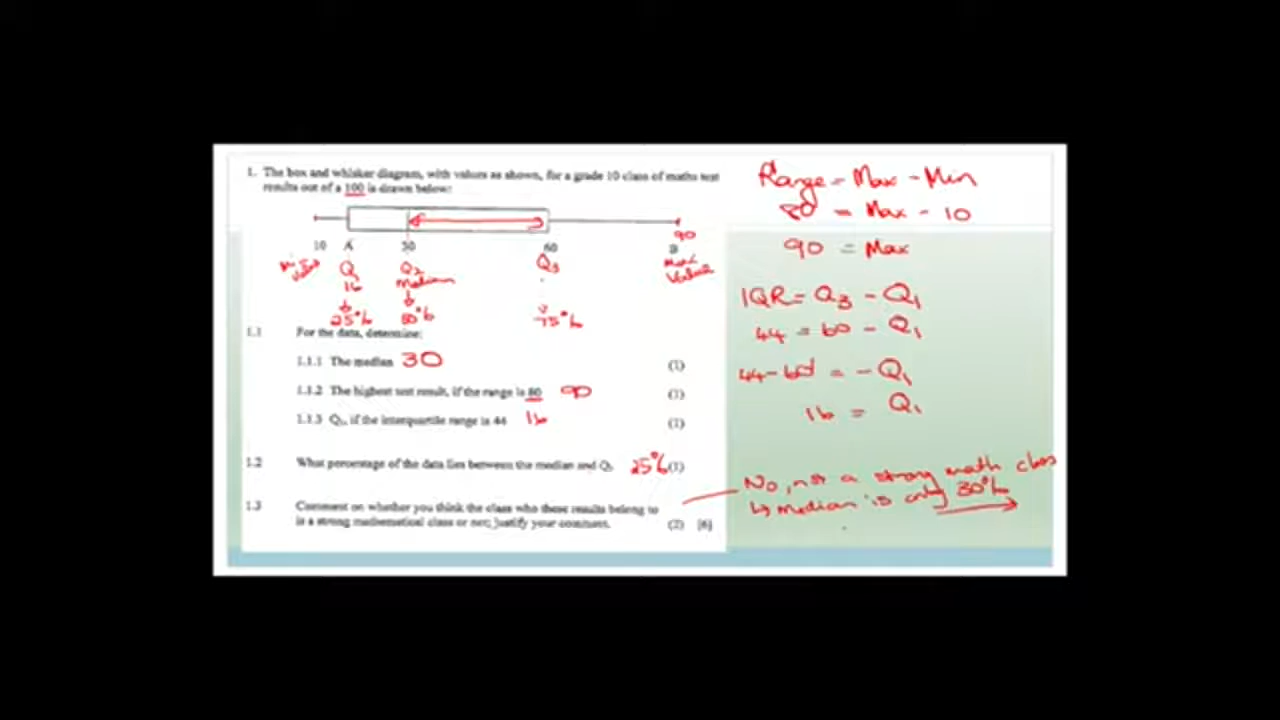 1. The box and whisker diagram, with values as shown, for a grade 10 class of maths test
results out of a 100 is drawn below:
90
10 A 30 60 B
Q1 Q2 Q3 Max
16 Median Value
25% 50% 75%
1.1 For the data, determine:
1.1.1 The median 30 (1)
1.1.2 The highest test result, if the range is 80 90 (1)
1.1.3 Q1, if the interquartile range is 44 16 (1)
1.2 What percentage of the data lies between the median and Q3 25% (1)
1.3 Comment on whether you think the class who these results belong to
is a strong mathematical class or not; justify your comment. (2) [6]
Range = Max - Min
80 = Max - 10
90 = Max
IQR = Q3 - Q1
44 = 60 - Q1
44-60 = - Q1
16 = Q1
No, not a strong math class
↳ median is only 30%